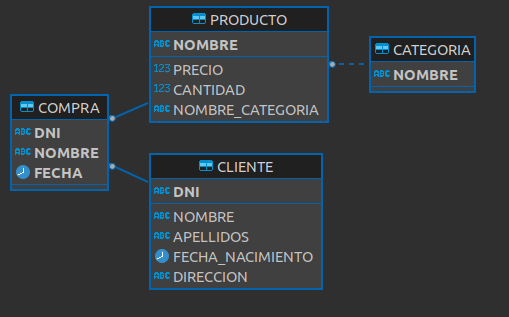 PRODUCTO
ABC NOMBRE
123 PRECIO
123 CANTIDAD
ABC NOMBRE_CATEGORIA
CATEGORIA
ABC NOMBRE
COMPRA
ABC DNI
ABC NOMBRE
FECHA
CLIENTE
ABC DNI
ABC NOMBRE
ABC APELLIDOS
FECHA_NACIMIENTO
ABC DIRECCION